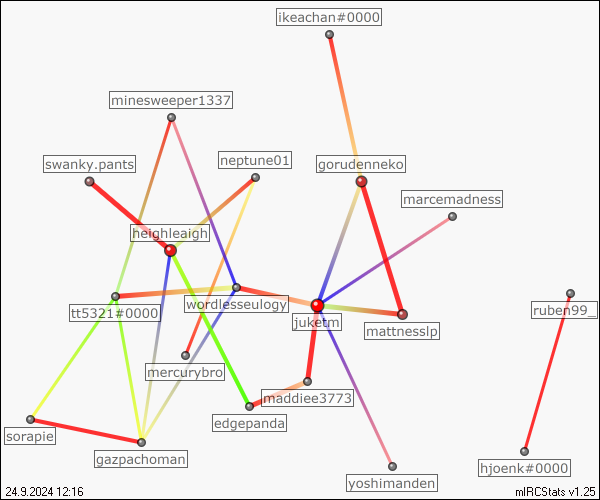 ikeachan#0000
minesweeper1337
swanky.pants
neptune01
gorudenneko
marcemadness
heighleaigh
tt5321#0000
wordlesseulogy
juketm
mattnesslp
ruben99_
mercurybro
maddiee3773
edgepanda
sorapie
gazpachoman
yoshimanden
hjoenk#0000
24.9.2024 12:16
mIRCStats v1.25